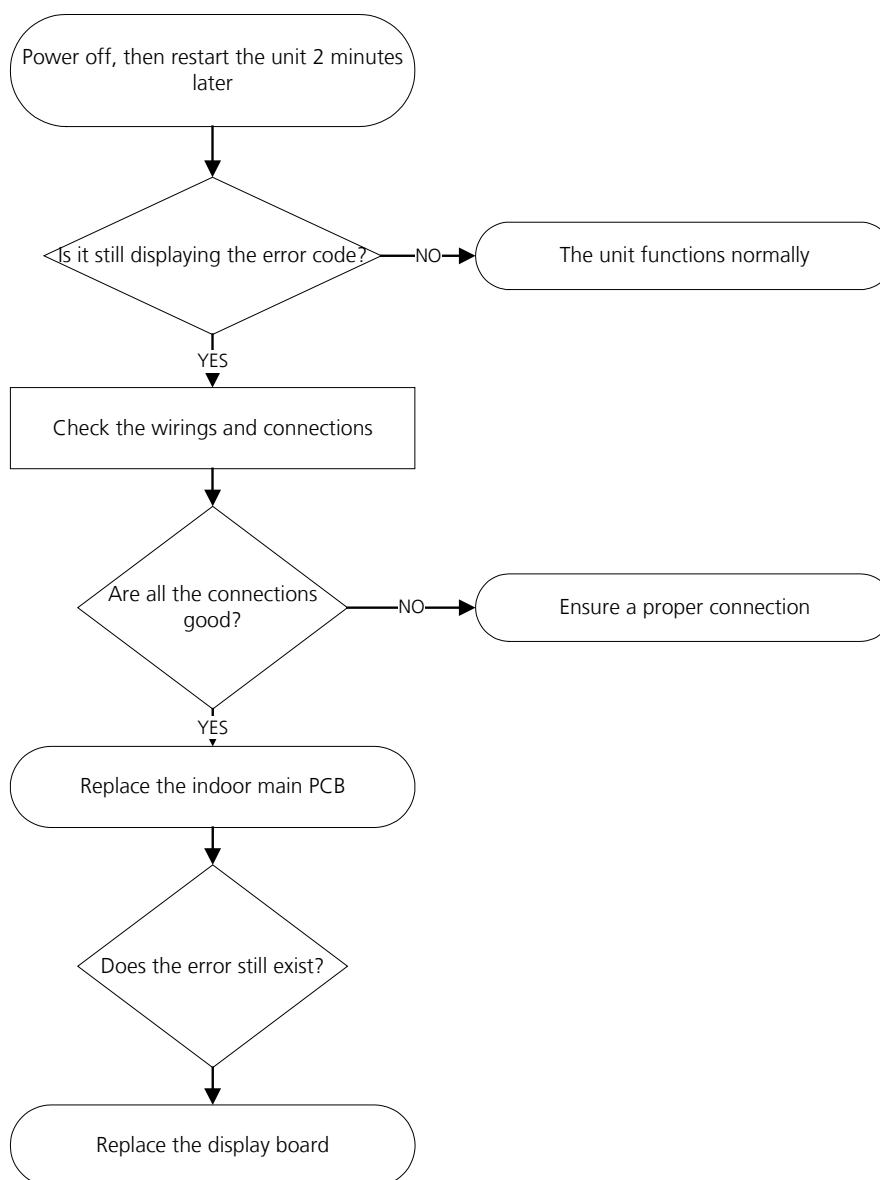 Power off, then restart the unit 2 minutes
later
Is it still displaying the error code?
NO
The unit functions normally
YES
Check the wirings and connections
Are all the connections
good?
NO
Ensure a proper connection
YES
Replace the indoor main PCB
Does the error still exist?
Replace the display board